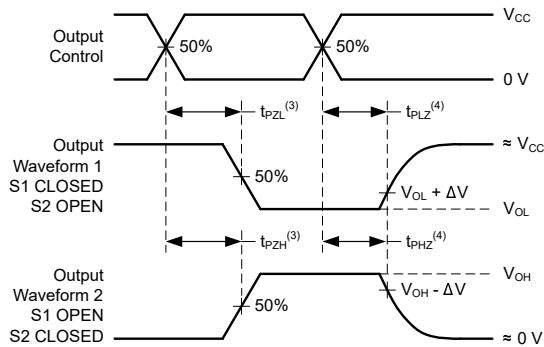 V_CC
Output
Control
50%
50%
0 V
t_PZL(3)
t_PLZ(4)
Output
Waveform 1
S1 CLOSED
S2 OPEN
≈ V_CC
50%
V_OL + ΔV
V_OL
t_PZH(3)
t_PHZ(4)
Output
Waveform 2
S1 OPEN
S2 CLOSED
V_OH
V_OH - ΔV
50%
≈ 0 V